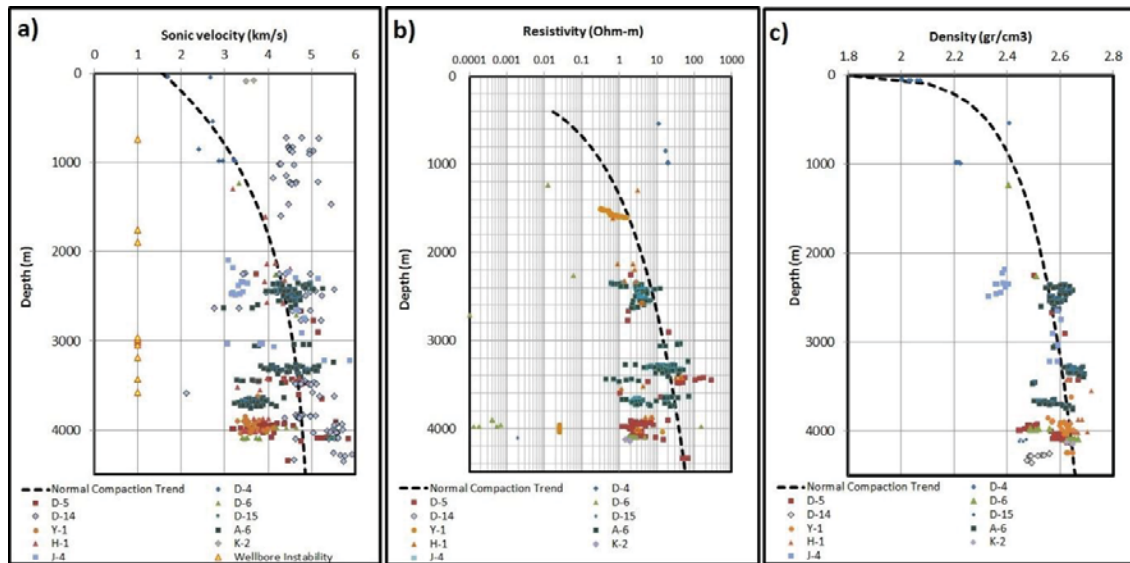 a)
Sonic velocity (km/s)
0 1 2 3 4 5 6
0
1000
2000
3000
4000
Depth (m)
Normal Compaction Trend
D-4
D-5
D-6
D-14
D-15
Y-1
A-6
H-1
K-2
J-4
Wellbore Instability
b)
Resistivity (Ohm-m)
0.0001 0.001 0.01 0.1 1 10 100 1000
0
1000
2000
3000
4000
Depth (m)
Normal Compaction Trend
D-4
D-5
D-6
D-14
D-15
Y-1
A-6
H-1
K-2
J-4
c)
Density (gr/cm3)
1.8 2 2.2 2.4 2.6 2.8
0
1000
2000
3000
4000
Depth (m)
Normal Compaction Trend
D-4
D-5
D-6
D-14
D-15
Y-1
A-6
H-1
K-2
J-4